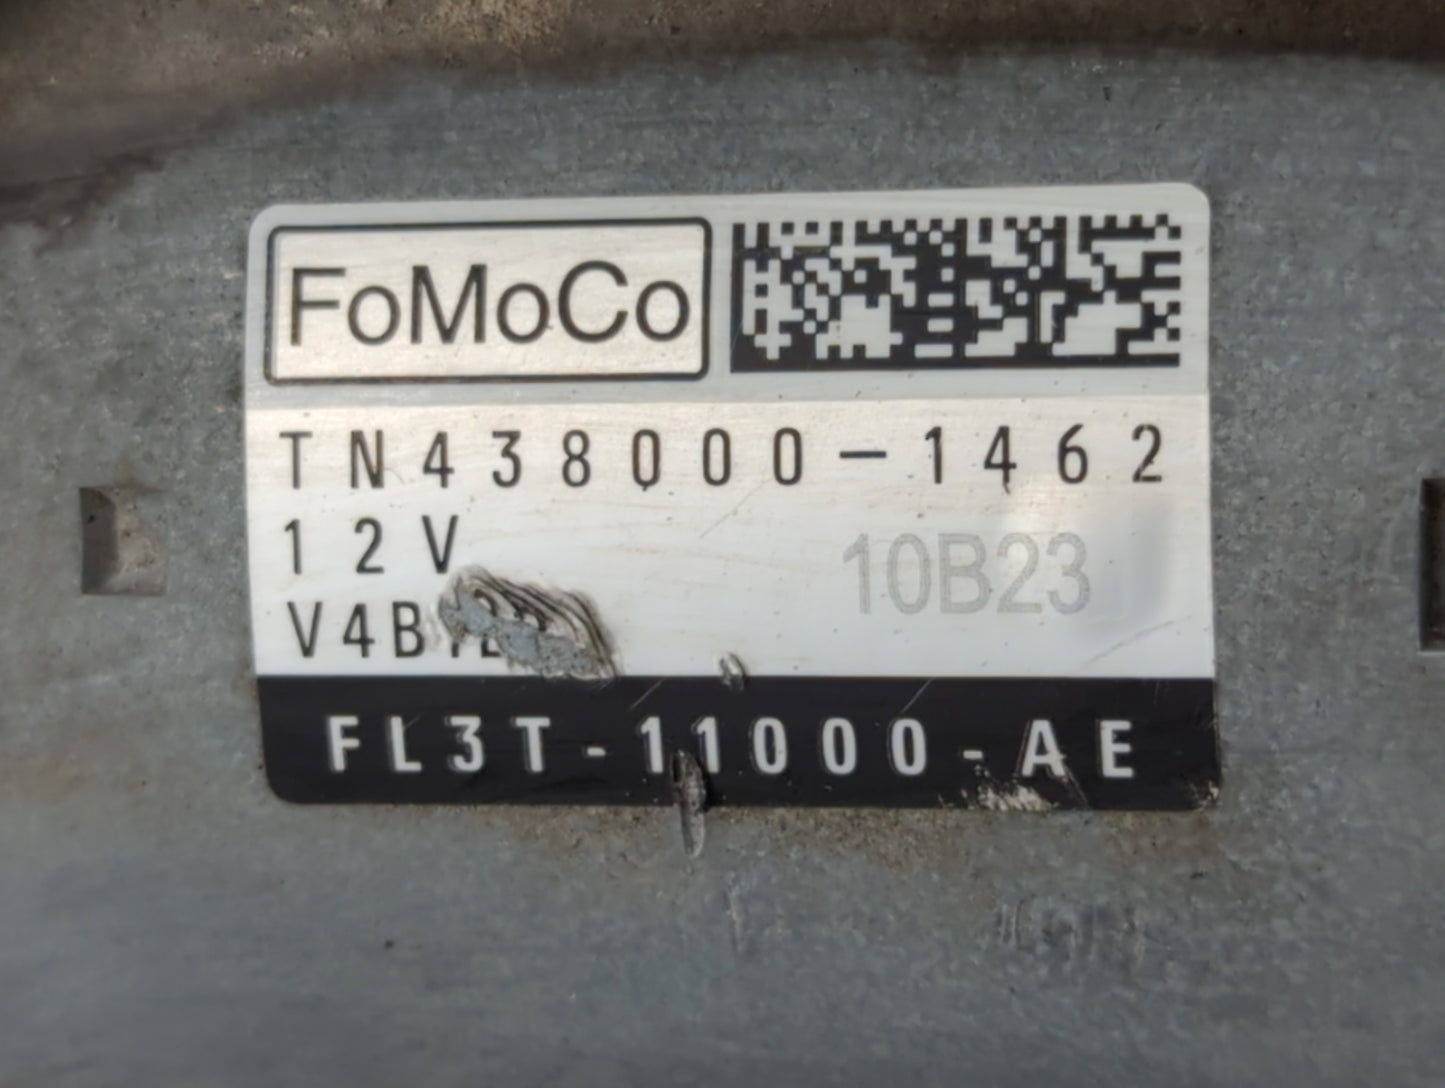 FoMoCo
TN438000-1462
12V
10B23
FL3T-11000-AE